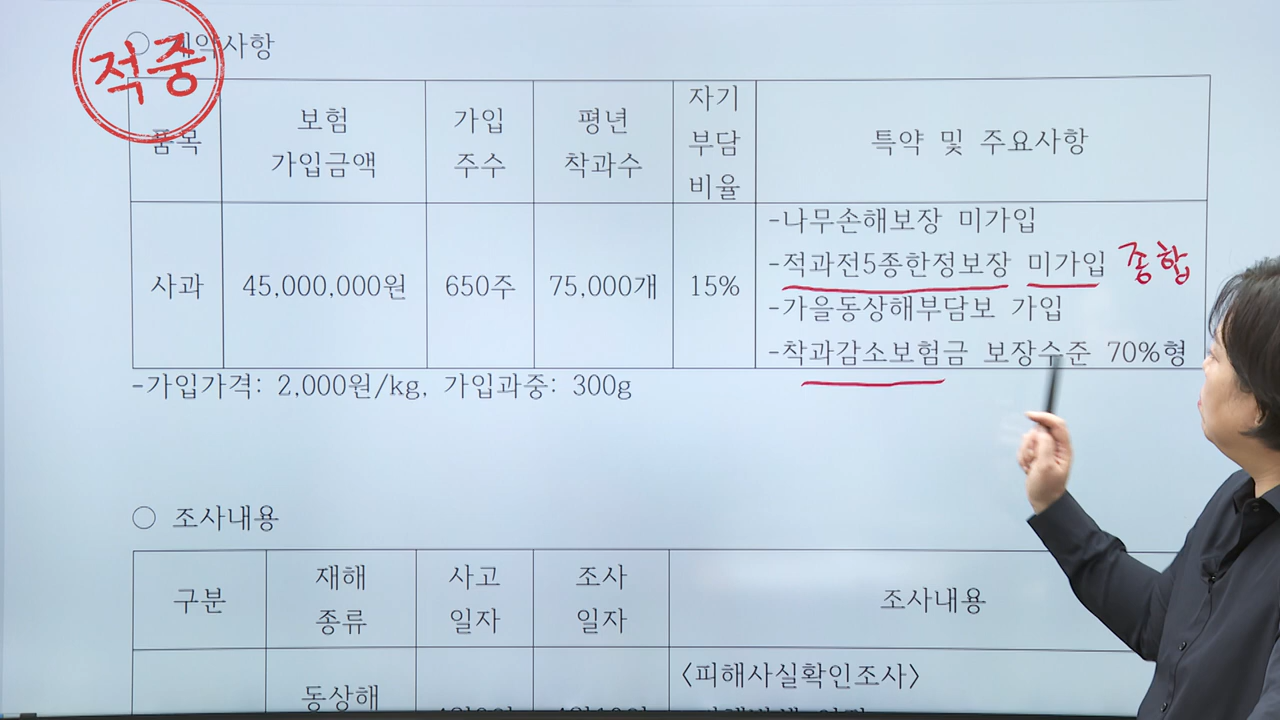 적중
○ 계약사항
품목
보험
가입금액
가입
주수
평년
착과수
자기
부담
비율
특약 및 주요사항
사과
45,000,000원
650주
75,000개
15%
-나무손해보장 미가입
-적과전5종한정보장 미가입 종합
-가을동상해부담보 가입
-착과감소보험금 보장수준 70%형
-가입가격: 2,000원/kg, 가입과중: 300g
○ 조사내용
구분
재해
종류
사고
일자
조사
일자
조사내용
동상해
<피해사실확인조사>